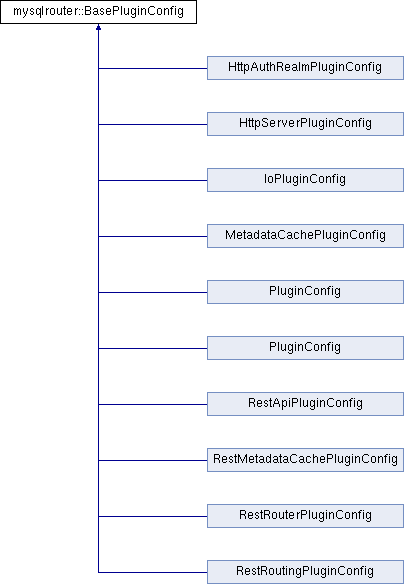 mysqlrouter::BasePluginConfig
HttpAuthRealmPluginConfig
HttpServerPluginConfig
IoPluginConfig
MetadataCachePluginConfig
PluginConfig
PluginConfig
RestApiPluginConfig
RestMetadataCachePluginConfig
RestRouterPluginConfig
RestRoutingPluginConfig